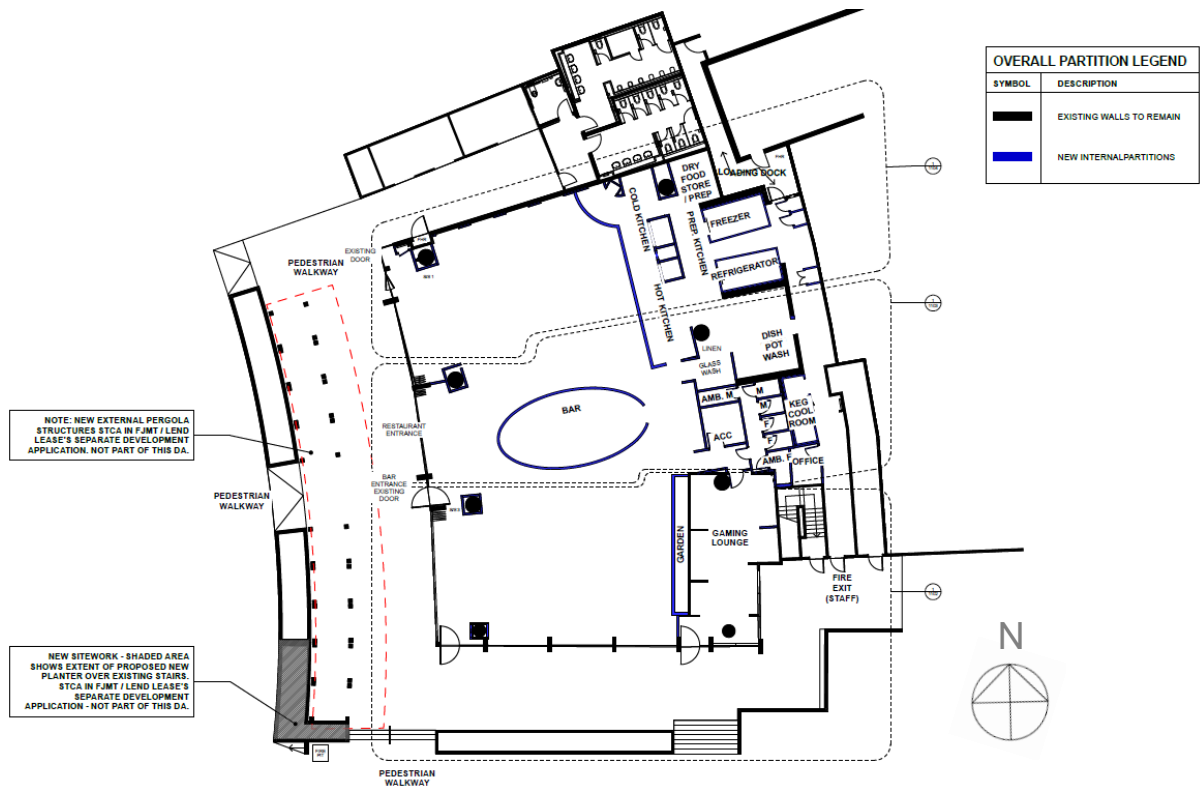 OVERALL PARTITION LEGEND
SYMBOL DESCRIPTION
EXISTING WALLS TO REMAIN
NEW INTERNALPARTITIONS
DRY
FOOD
STORE
/ PREP
LOADING DOCK
COLD KITCHEN
PREP. KITCHEN
FREEZER
REFRIGERATOR
HOT KITCHEN
EXISTING
DOOR
PEDESTRIAN
WALKWAY
LINEN
GLASS
WASH
DISH
POT
WASH
BAR
AMB. M
M
M
F
F
KEG
COOL
ROOM
ACC
AMB. F
OFFICE
RESTAURANT
ENTRANCE
BAR
ENTRANCE
EXISTING
DOOR
NOTE: NEW EXTERNAL PERGOLA
STRUCTURES STCA IN FJMT / LEND
LEASE'S SEPARATE DEVELOPMENT
APPLICATION. NOT PART OF THIS DA.
PEDESTRIAN
WALKWAY
GARDEN
GAMING
LOUNGE
FIRE
EXIT
(STAFF)
NEW SITEWORK - SHADED AREA
SHOWS EXTENT OF PROPOSED NEW
PLANTER OVER EXISTING STAIRS.
STCA IN FJMT / LEND LEASE'S
SEPARATE DEVELOPMENT
APPLICATION - NOT PART OF THIS DA.
N
PEDESTRIAN
WALKWAY